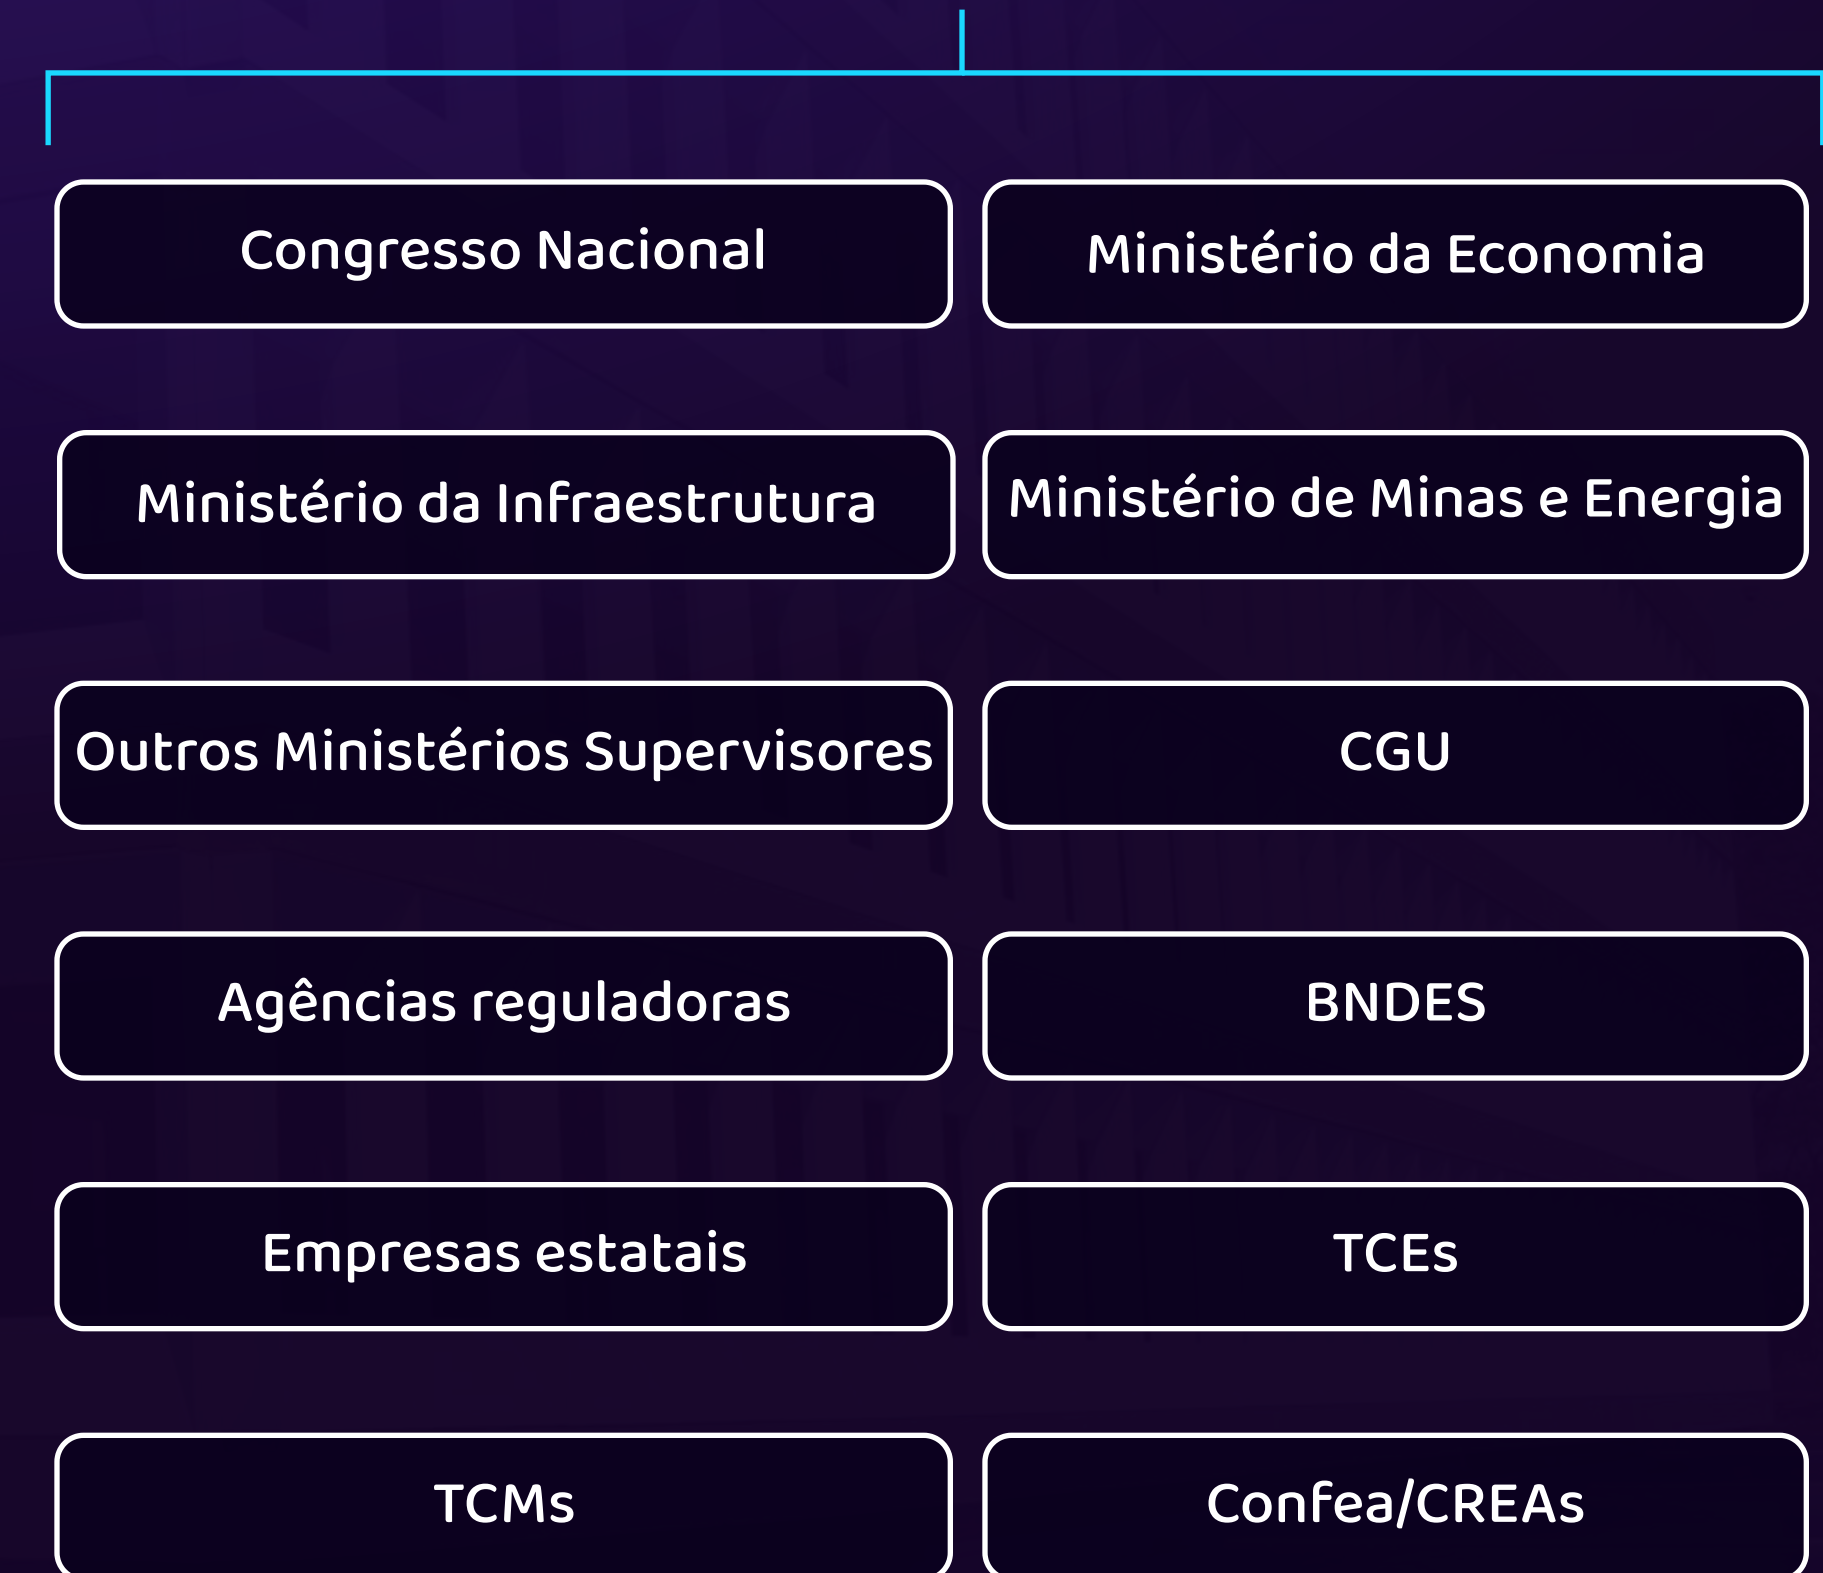 Congresso Nacional
Ministério da Economia
Ministério da Infraestrutura
Ministério de Minas e Energia
Outros Ministérios Supervisores
CGU
Agências reguladoras
BNDES
Empresas estatais
TCEs
TCMs
Confea/CREAs